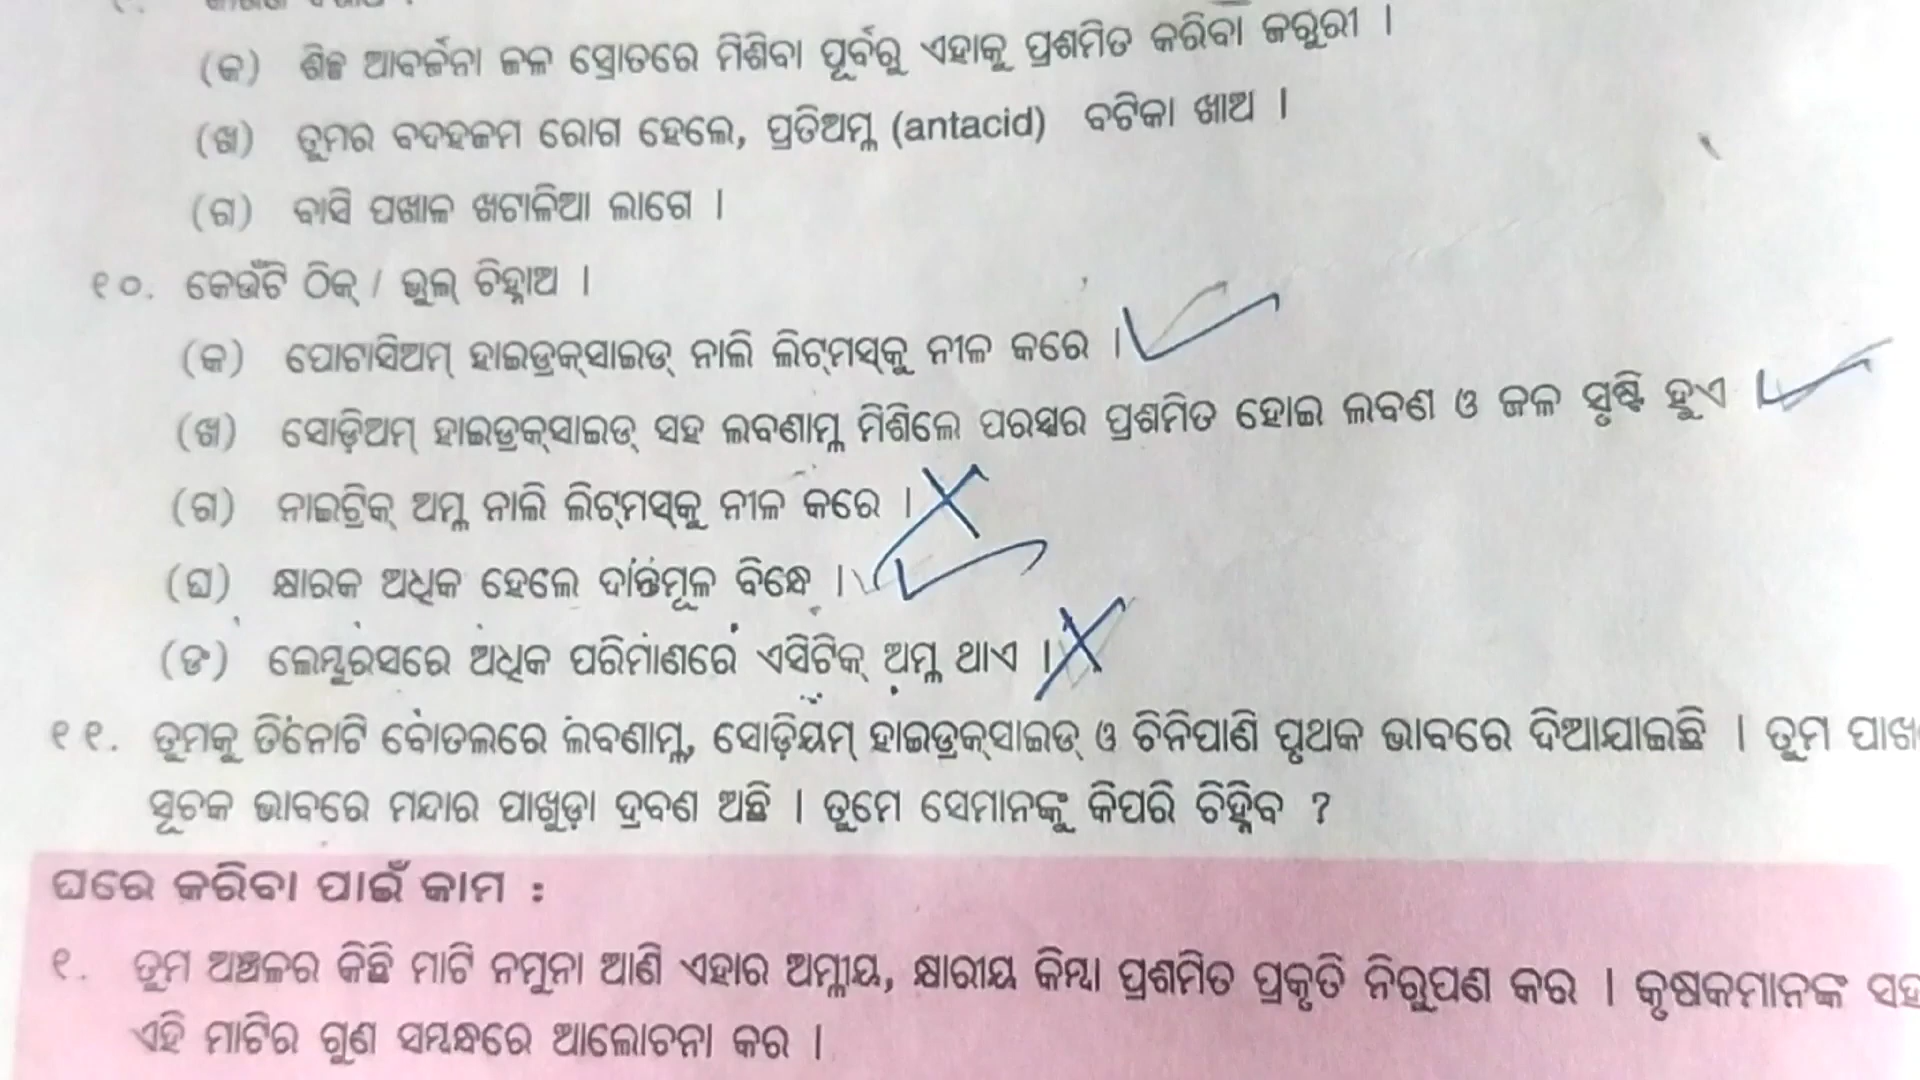 (କ) ଶିଳ୍ପ ଆବର୍ଜନା ଜଳ ସ୍ରୋତରେ ମିଶିବା ପୂର୍ବରୁ ଏହାକୁ ପ୍ରଶମିତ କରିବା ଜରୁରୀ ।
(ଖ) ତୁମର ବଦହଜମ ରୋଗ ହେଲେ, ପ୍ରତିଅମ୍ଳ (antacid) ବଟିକା ଖାଅ ।
(ଗ) ବାସି ପଖାଳ ଖଟାଳିଆ ଲାଗେ ।
୧୦. କେଉଁଟି ଠିକ୍ / ଭୁଲ୍ ଚିହ୍ନାଅ ।
(କ) ପୋଟାସିଅମ୍ ହାଇଡ୍ରକ୍‌ସାଇଡ୍ ନାଲି ଲିଟ୍‌ମସ୍‌କୁ ନୀଳ କରେ ।
(ଖ) ସୋଡ଼ିଅମ୍ ହାଇଡ୍ରକ୍‌ସାଇଡ୍ ସହ ଲବଣାମ୍ଳ ମିଶିଲେ ପରସ୍ପର ପ୍ରଶମିତ ହୋଇ ଲବଣ ଓ ଜଳ ସୃଷ୍ଟି ହୁଏ
(ଗ) ନାଇଟ୍ରିକ୍ ଅମ୍ଳ ନାଲି ଲିଟ୍‌ମସ୍‌କୁ ନୀଳ କରେ ।
(ଘ) କ୍ଷାରକ ଅଧିକ ହେଲେ ଦାନ୍ତମୂଳ ବିନ୍ଧେ ।
(ଙ) ଲେମ୍ବୁରସରେ ଅଧିକ ପରିମାଣରେ ଏସିଟିକ୍ ଅମ୍ଳ ଥାଏ ।
୧୧. ତୁମକୁ ତିନୋଟି ବୋତଲରେ ଲବଣାମ୍ଳ, ସୋଡ଼ିୟମ୍ ହାଇଡ୍ରକ୍‌ସାଇଡ୍ ଓ ଚିନିପାଣି ପୃଥକ ଭାବରେ ଦିଆଯାଇଛି । ତୁମ ପାଖ
ସୂଚକ ଭାବରେ ମନ୍ଦାର ପାଖୁଡ଼ା ଦ୍ରବଣ ଅଛି । ତୁମେ ସେମାନଙ୍କୁ କିପରି ଚିହ୍ନିବ ?
ଘରେ କରିବା ପାଇଁ କାମ :
୧. ତୁମ ଅଞ୍ଚଳର କିଛି ମାଟି ନମୁନା ଆଣି ଏହାର ଅମ୍ଳୀୟ, କ୍ଷାରୀୟ କିମ୍ବା ପ୍ରଶମିତ ପ୍ରକୃତି ନିରୁପଣ କର । କୃଷକମାନଙ୍କ ସହ
ଏହି ମାଟିର ଗୁଣ ସମ୍ବନ୍ଧରେ ଆଲୋଚନା କର ।